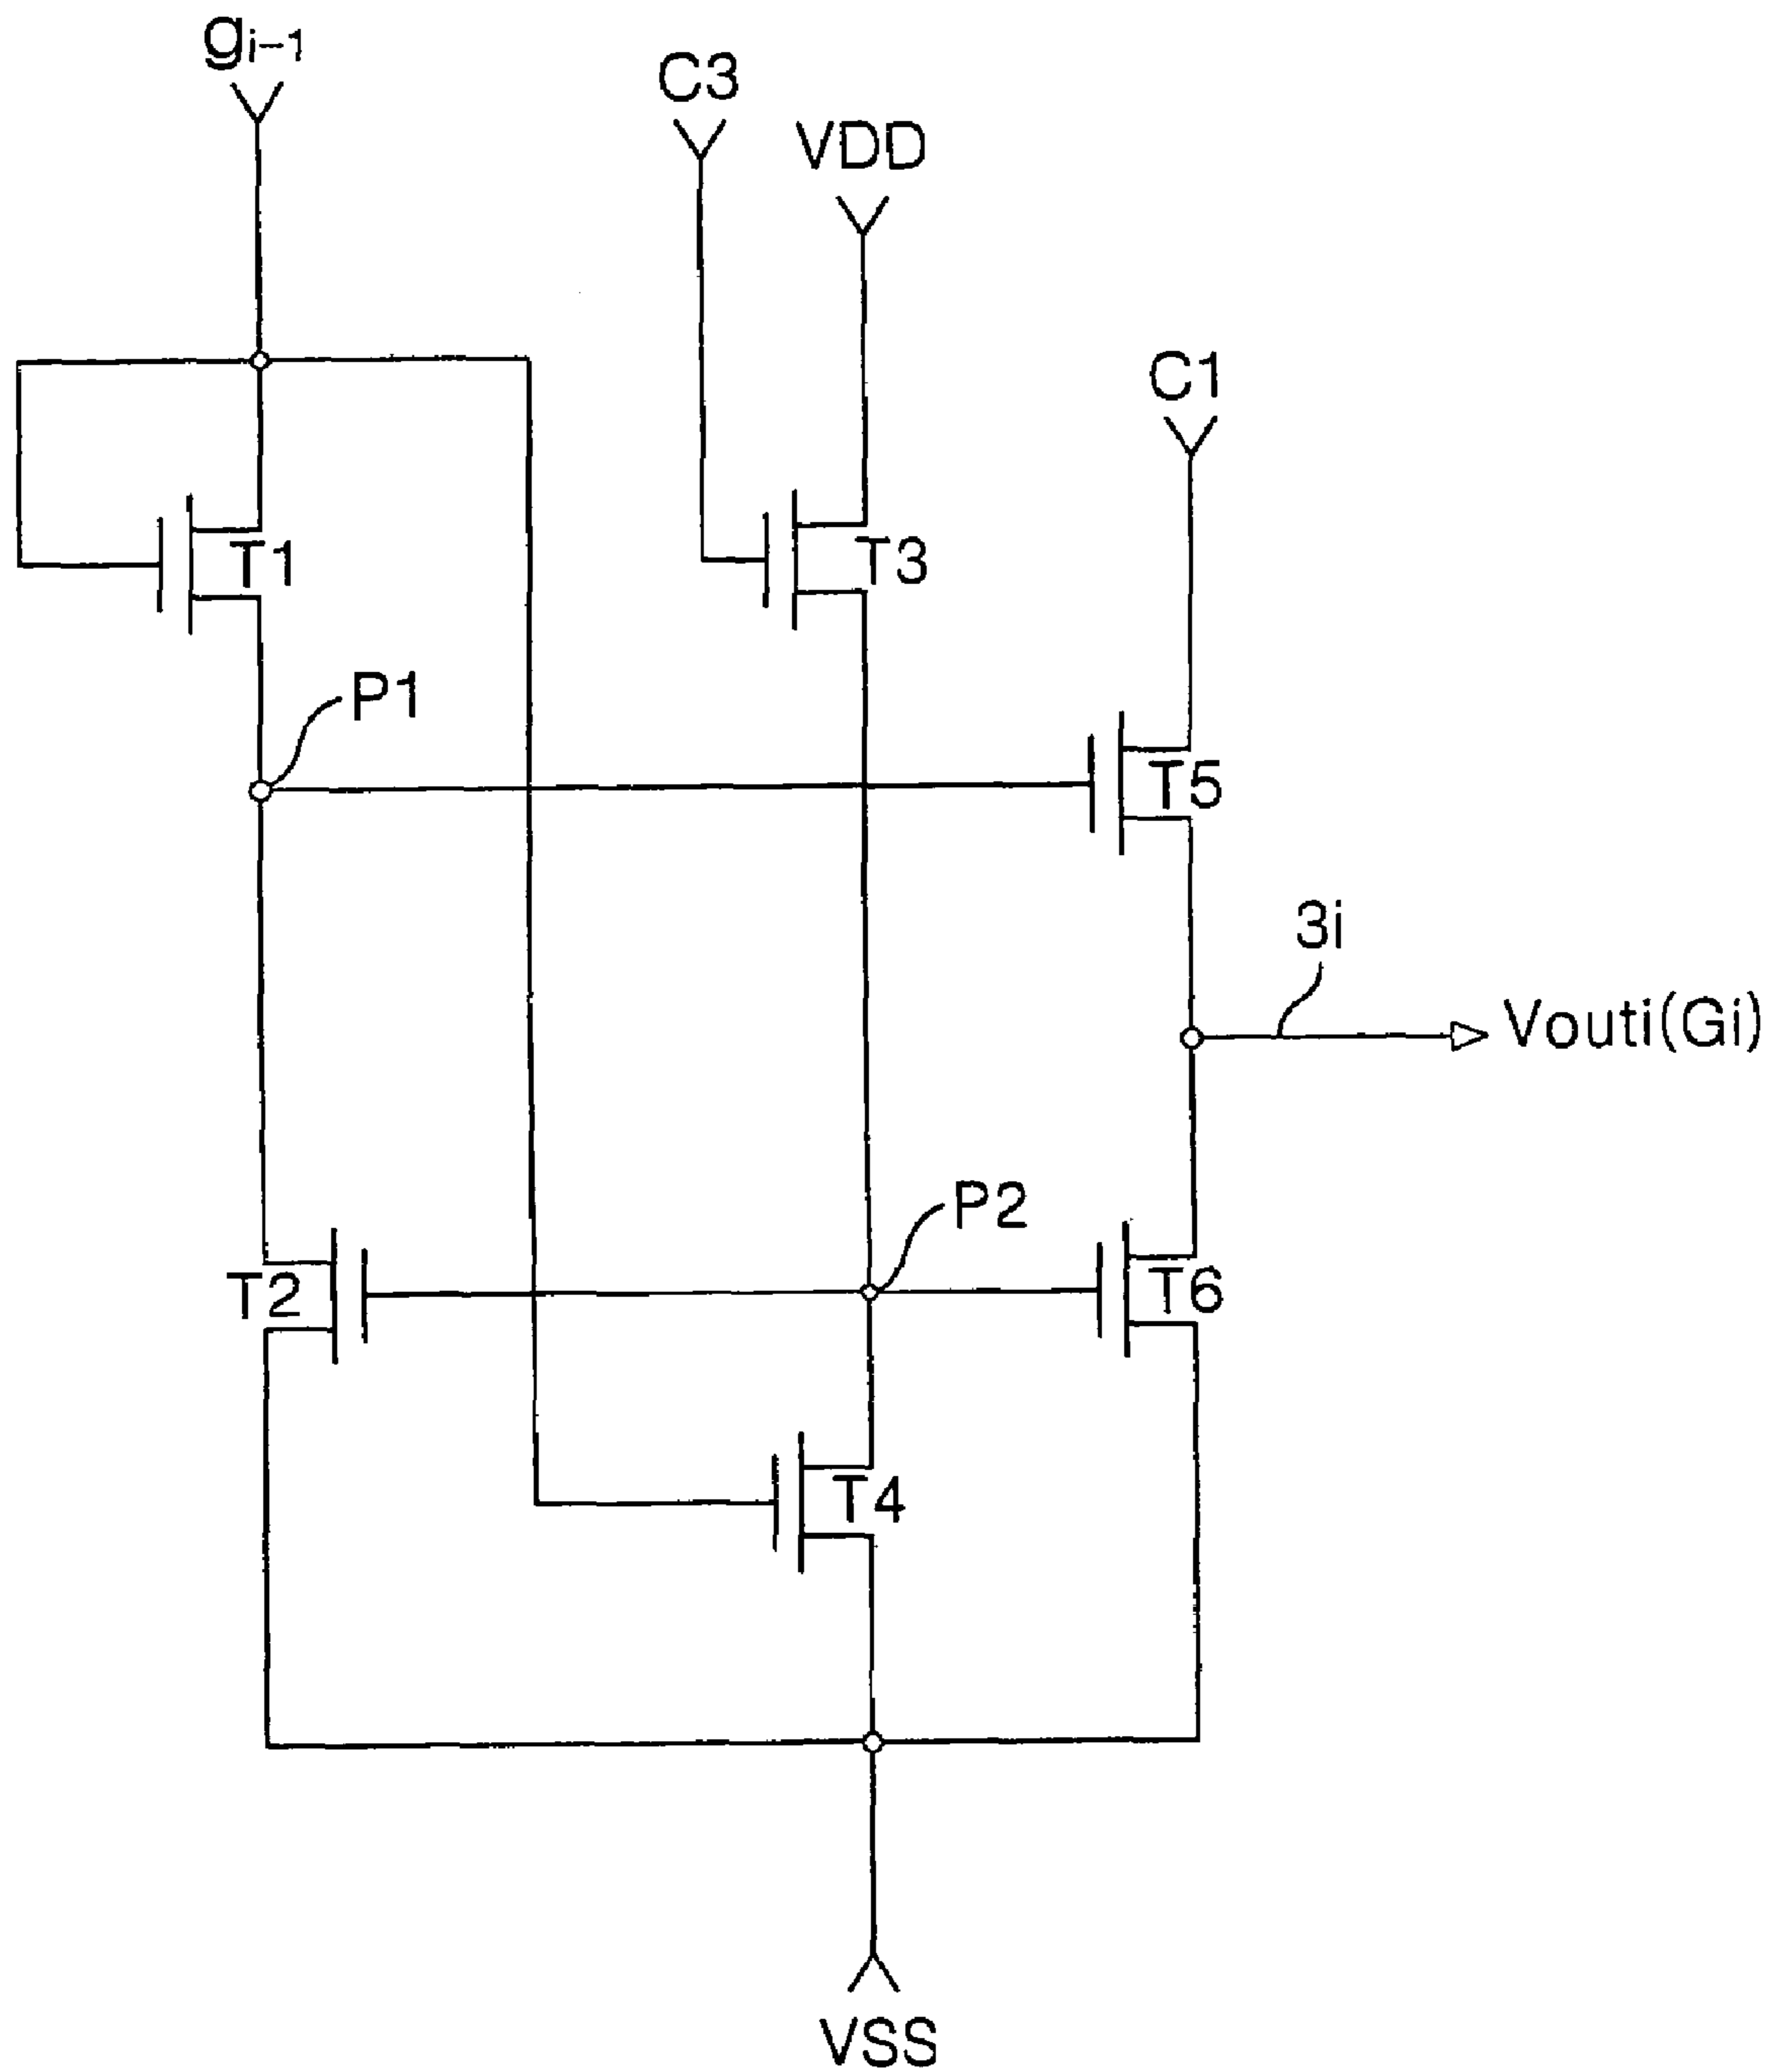 gi-1
C3
VDD
C1
T1
T3
P1
T5
3i
Vouti(Gi)
P2
T2
T6
T4
VSS